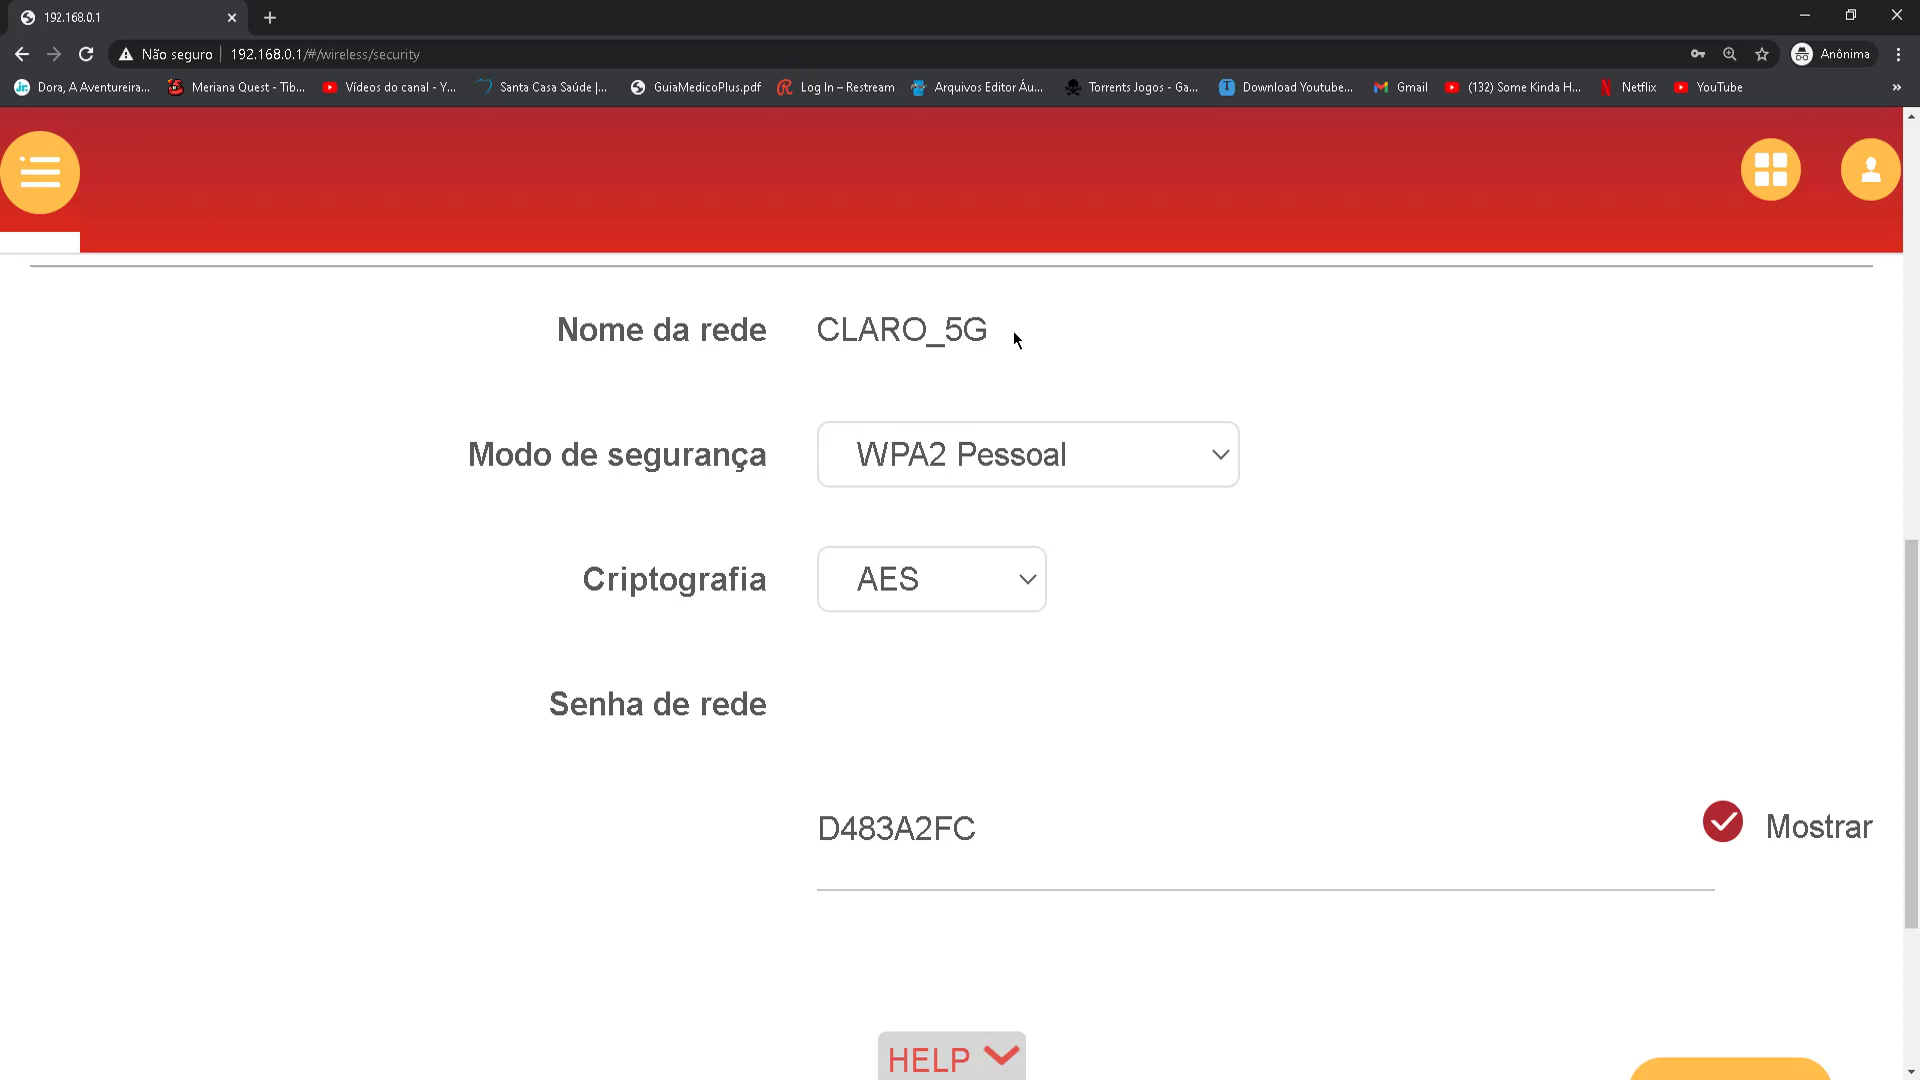 192.168.0.1
Não seguro 192.168.0.1/#/wireless/security Anônima
Dora, A Aventureira... Meriana Quest - Tib... Vídeos do canal - Y... Santa Casa Saúde |... GuiaMedicoPlus.pdf Log In – Restream Arquivos Editor Áu... Torrents Jogos - Ga... Download Youtube... Gmail (132) Some Kinda H... Netflix YouTube »
Nome da rede CLARO_5G
Modo de segurança WPA2 Pessoal
Criptografia AES
Senha de rede
D483A2FC Mostrar
HELP